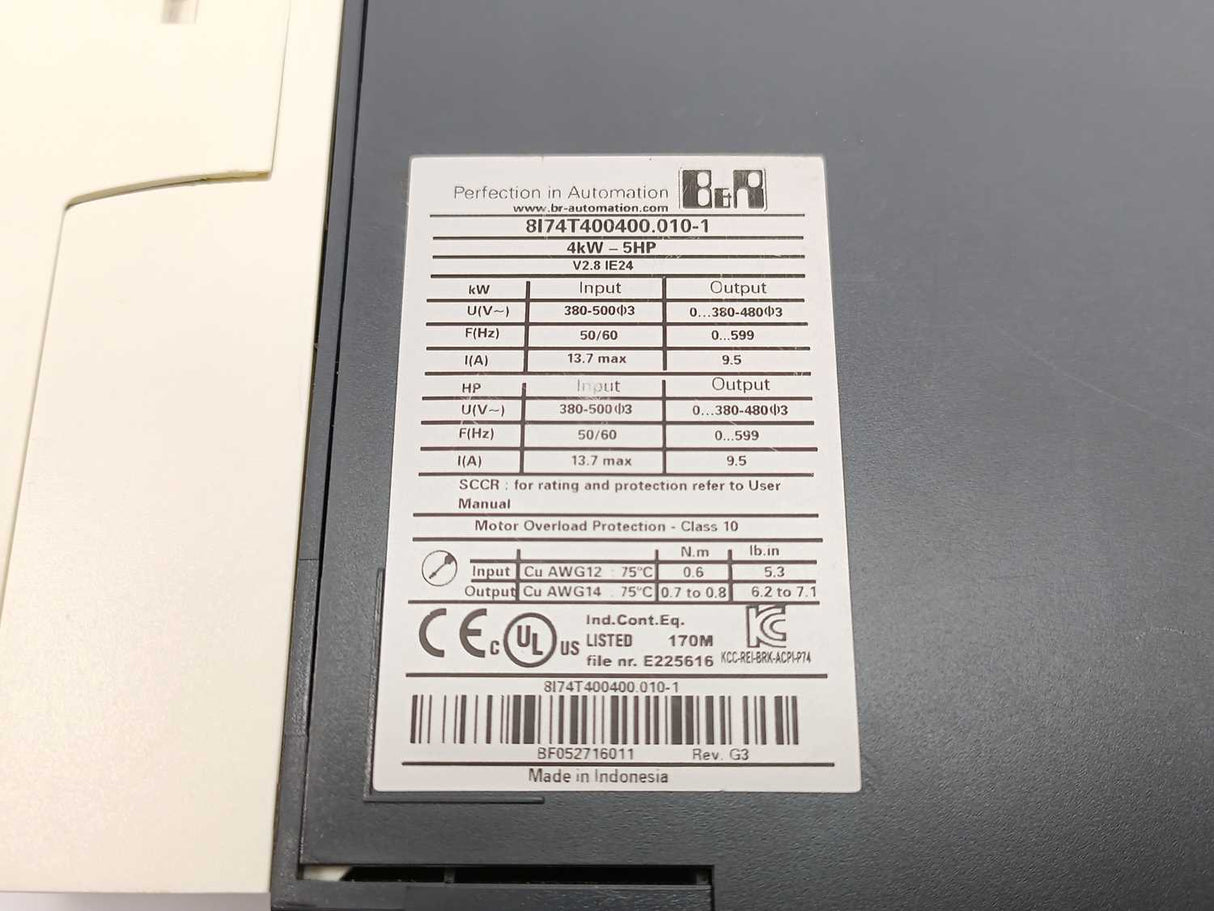 Perfection in Automation B&R
www.br-automation.com
8I74T400400.010-1
4kW – 5HP
V2.8 IE24
kW Input Output
U(V~) 380-500ϕ3 0...380-480ϕ3
F(Hz) 50/60 0...599
I(A) 13.7 max 9.5
HP Input Output
U(V~) 380-500ϕ3 0...380-480ϕ3
F(Hz) 50/60 0...599
I(A) 13.7 max 9.5
SCCR : for rating and protection refer to User
Manual
Motor Overload Protection - Class 10
N.m lb.in
Input Cu AWG12 : 75°C 0.6 5.3
Output Cu AWG14 : 75°C 0.7 to 0.8 6.2 to 7.1
CE c UL US
Ind.Cont.Eq.
LISTED 170M
file nr. E225616
KC
KCC-REI-BRK-ACPI-P74
8I74T400400.010-1
BF052716011 Rev. G3
Made in Indonesia